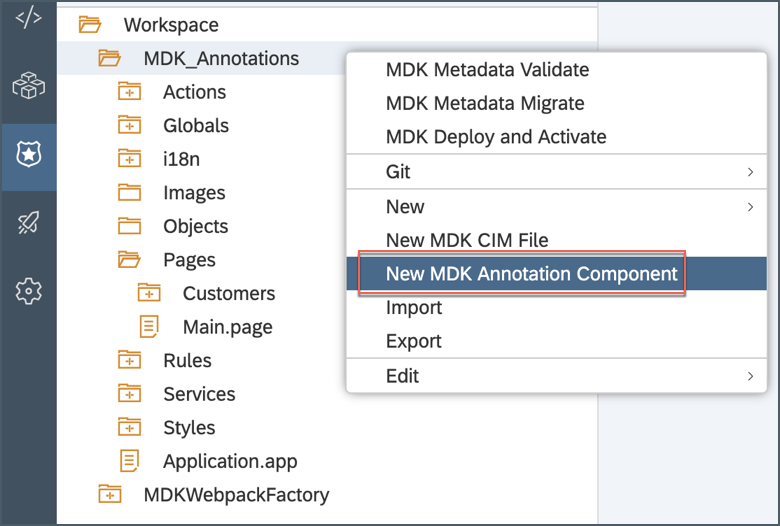 Workspace
MDK_Annotations
Actions
Globals
i18n
Images
Objects
Pages
Customers
Main.page
Rules
Services
Styles
Application.app
MDKWebpackFactory
MDK Metadata Validate
MDK Metadata Migrate
MDK Deploy and Activate
Git
New
New MDK CIM File
New MDK Annotation Component
Import
Export
Edit